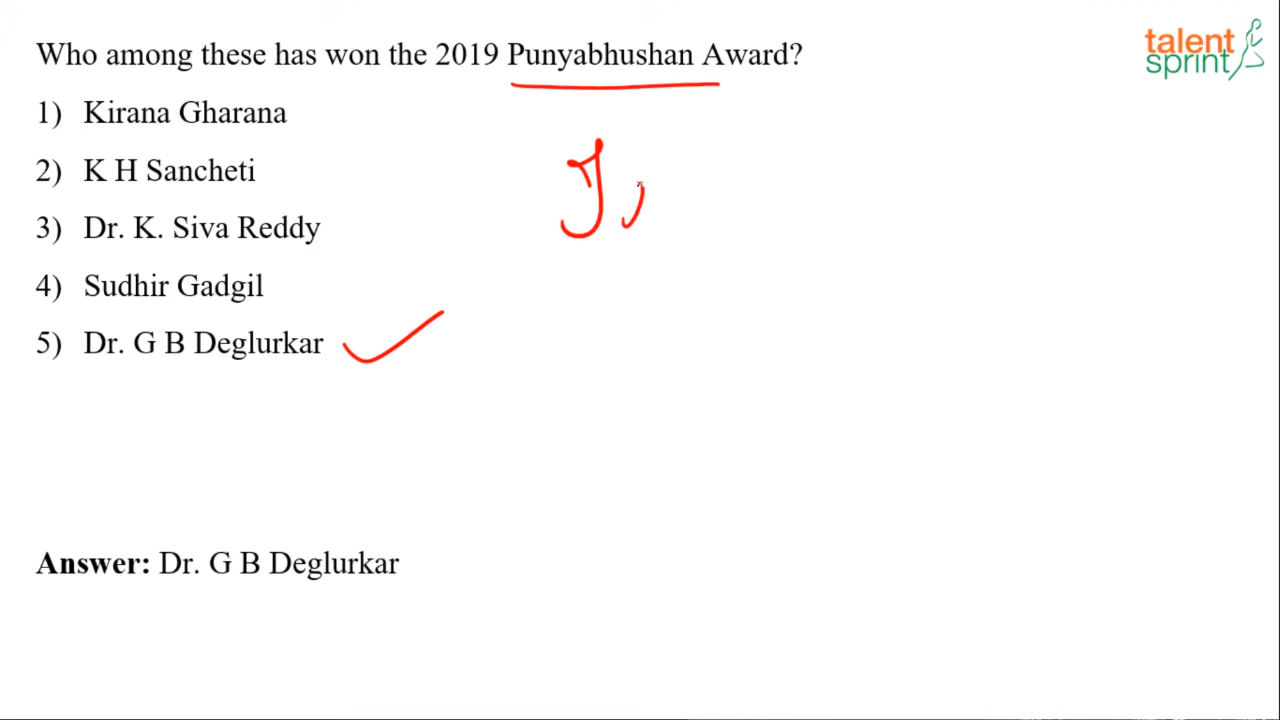 Who among these has won the 2019 Punyabhushan Award?
talent
sprint
1) Kirana Gharana
2) K H Sancheti
3) Dr. K. Siva Reddy
4) Sudhir Gadgil
5) Dr. G B Deglurkar
Answer: Dr. G B Deglurkar